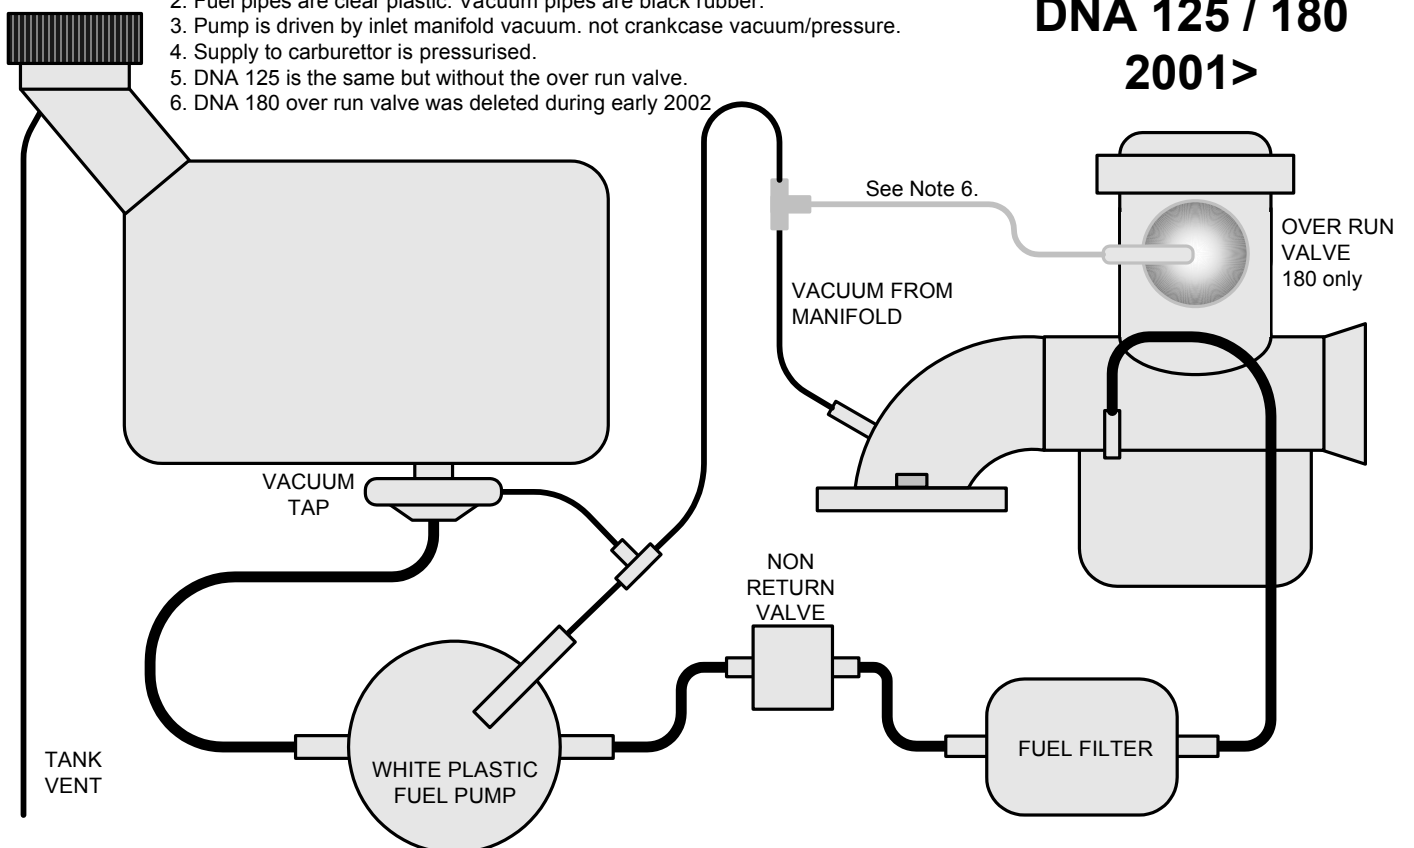 2. Fuel pipes are clear plastic. Vacuum pipes are black rubber.
3. Pump is driven by inlet manifold vacuum. not crankcase vacuum/pressure.
4. Supply to carburettor is pressurised.
5. DNA 125 is the same but without the over run valve.
6. DNA 180 over run valve was deleted during early 2002
DNA 125 / 180
2001>
See Note 6.
OVER RUN
VALVE
180 only
VACUUM FROM
MANIFOLD
VACUUM
TAP
NON
RETURN
VALVE
TANK
VENT
WHITE PLASTIC
FUEL PUMP
FUEL FILTER